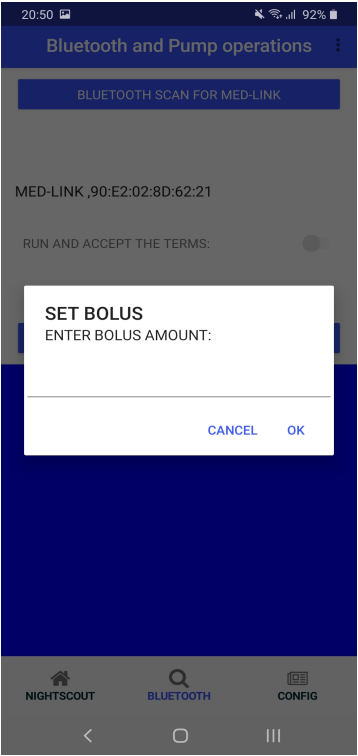 20:50 92%
Bluetooth and Pump operations
BLUETOOTH SCAN FOR MED-LINK
MED-LINK ,90:E2:02:8D:62:21
RUN AND ACCEPT THE TERMS:
SET BOLUS
ENTER BOLUS AMOUNT:
CANCEL OK
NIGHTSCOUT BLUETOOTH CONFIG